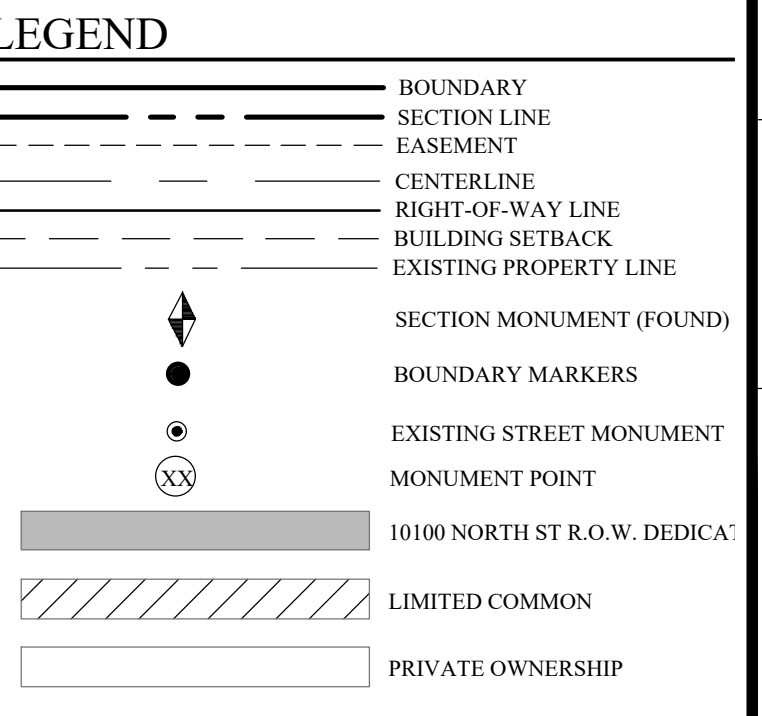 LEGEND
BOUNDARY
SECTION LINE
EASEMENT
CENTERLINE
RIGHT-OF-WAY LINE
BUILDING SETBACK
EXISTING PROPERTY LINE
SECTION MONUMENT (FOUND)
BOUNDARY MARKERS
EXISTING STREET MONUMENT
XX MONUMENT POINT
10100 NORTH ST R.O.W.
LIMITED COMMON
PRIVATE OWNERSHIP